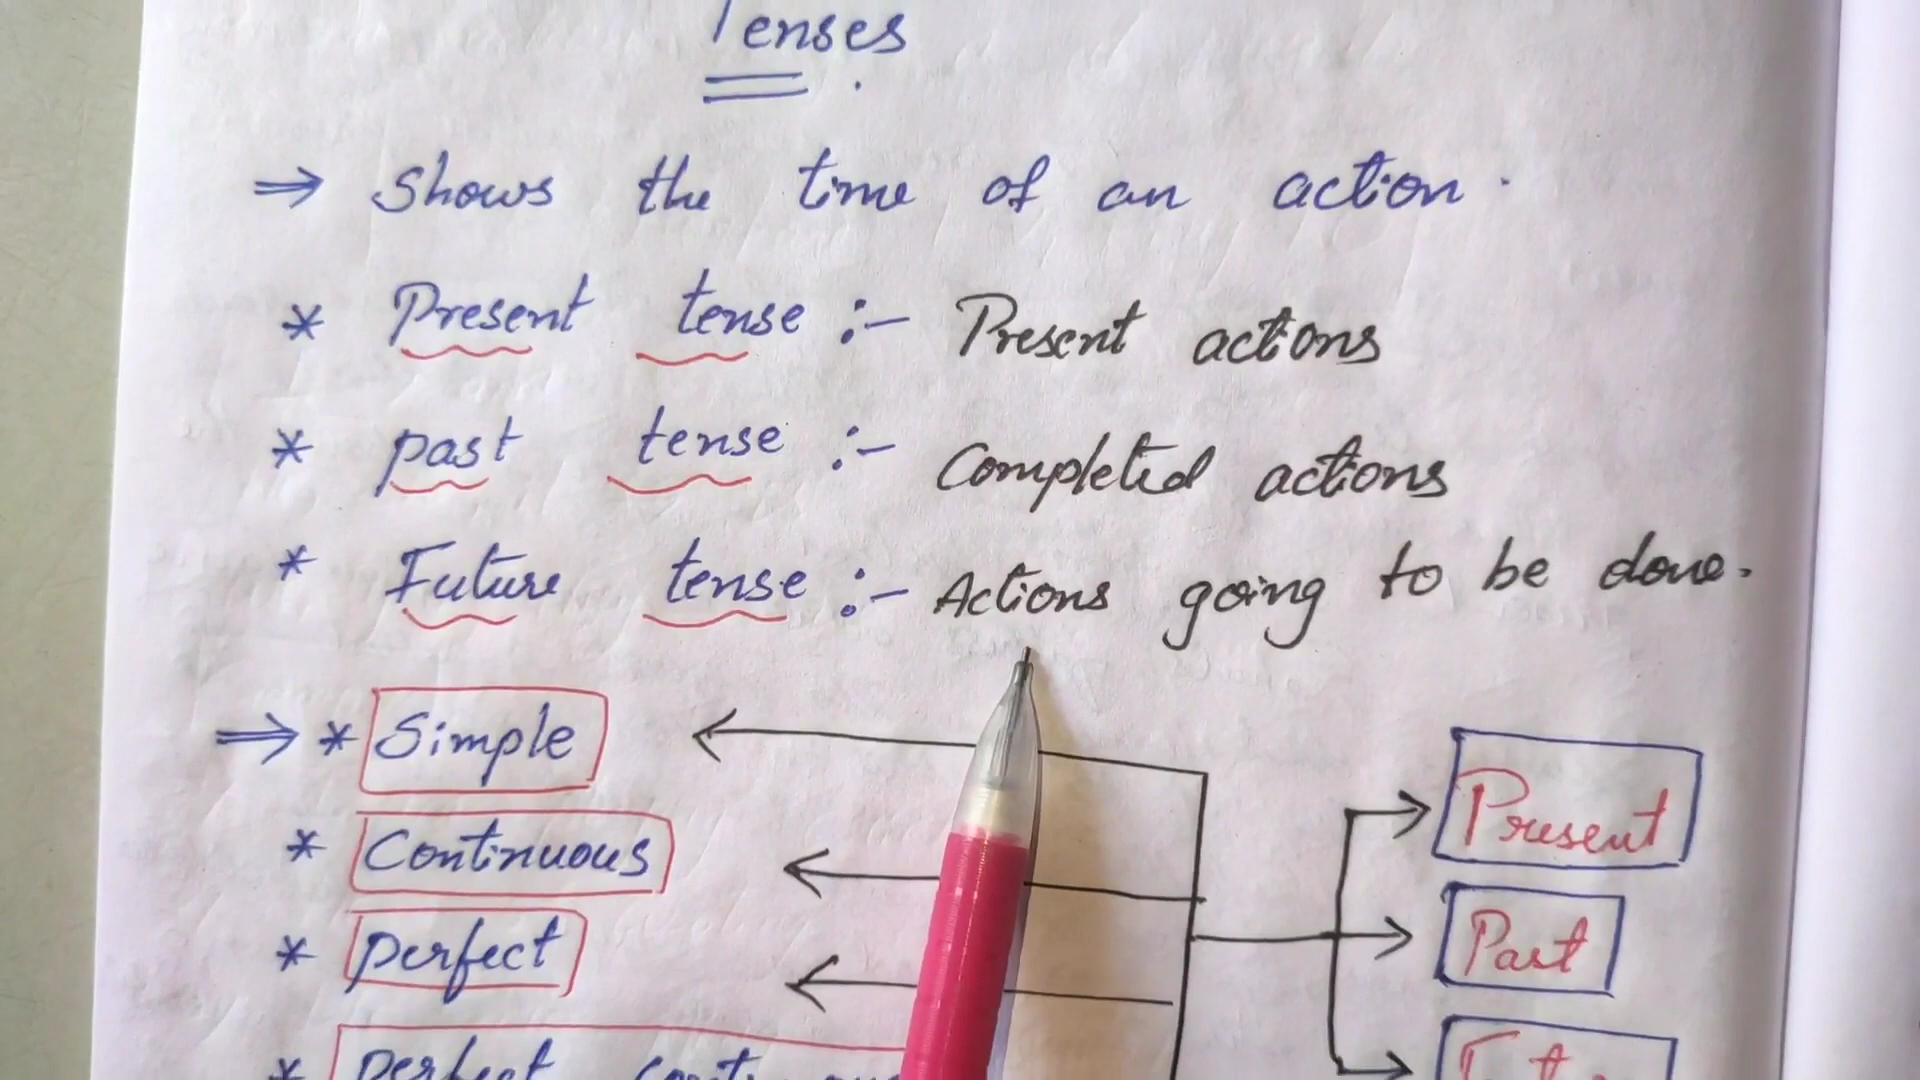 Tenses
⇒ Shows the time of an action.
* Present tense :- Present actions
* past tense :- Completed actions
* Future tense :- Actions going to be done.
⇒ * Simple
Present
* Continuous
Past
* perfect
* perfect